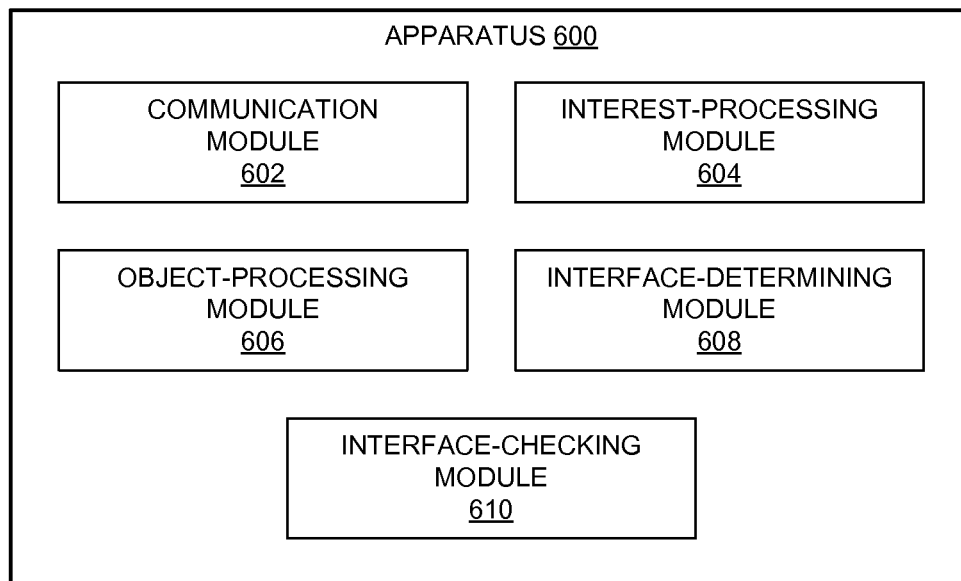 APPARATUS 600
COMMUNICATION
MODULE
602
INTEREST-PROCESSING
MODULE
604
OBJECT-PROCESSING
MODULE
606
INTERFACE-DETERMINING
MODULE
608
INTERFACE-CHECKING
MODULE
610